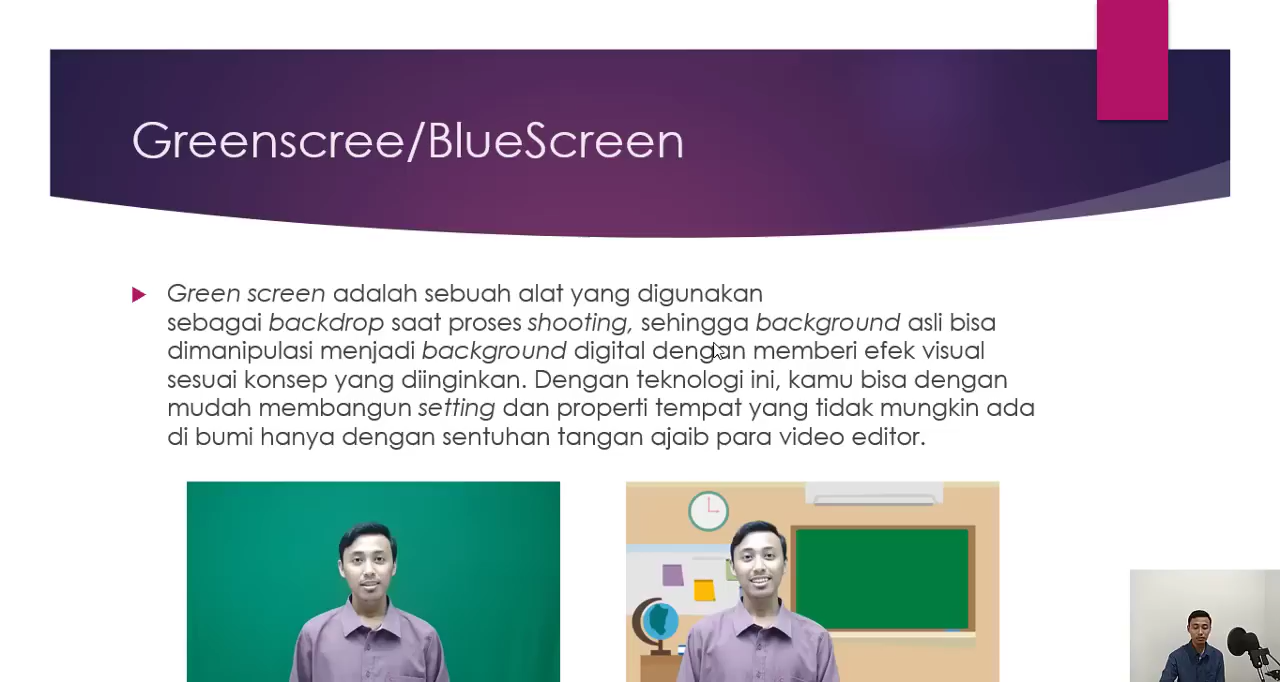 Greenscree/BlueScreen
Green screen adalah sebuah alat yang digunakan
sebagai backdrop saat proses shooting, sehingga background asli bisa
dimanipulasi menjadi background digital dengan memberi efek visual
sesuai konsep yang diinginkan. Dengan teknologi ini, kamu bisa dengan
mudah membangun setting dan properti tempat yang tidak mungkin ada
di bumi hanya dengan sentuhan tangan ajaib para video editor.